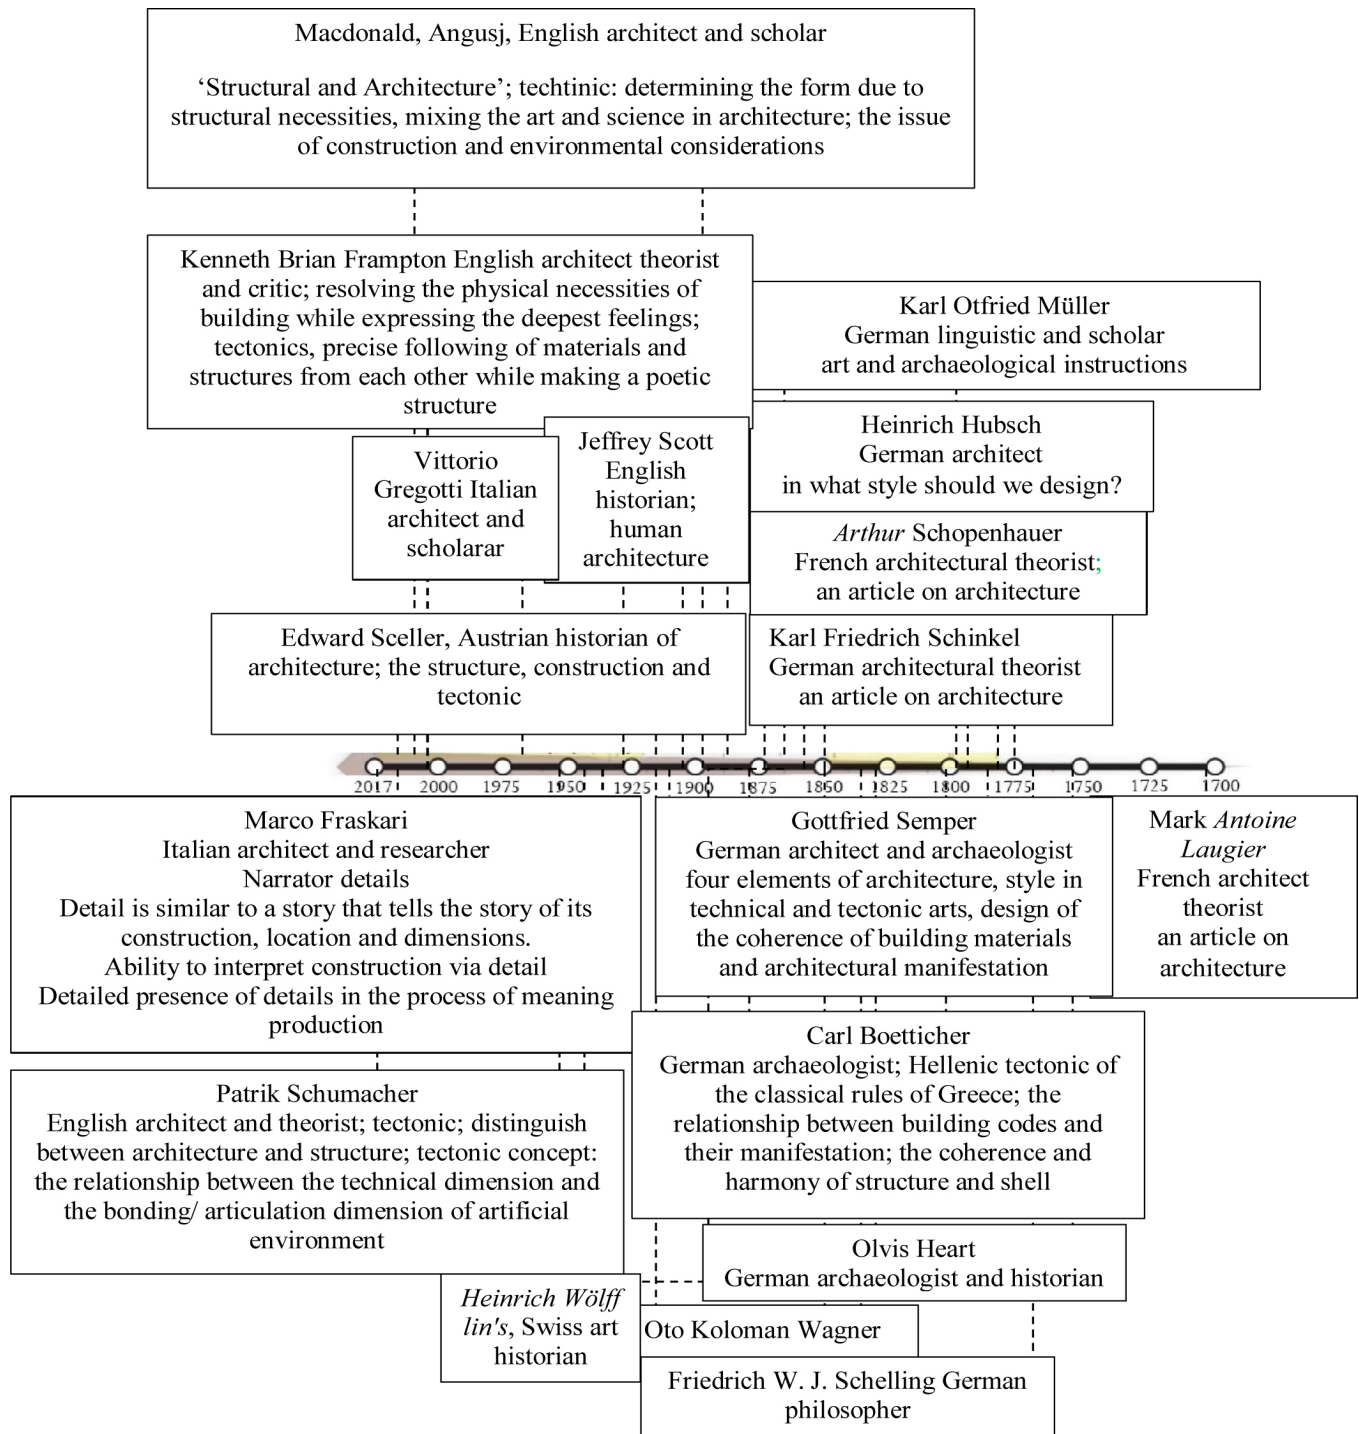 Macdonald, Angusj, English architect and scholar
‘Structural and Architecture’; techtinic: determining the form due to
structural necessities, mixing the art and science in architecture; the issue
of construction and environmental considerations
Kenneth Brian Frampton English architect theorist
and critic; resolving the physical necessities of
building while expressing the deepest feelings;
tectonics, precise following of materials and
structures from each other while making a poetic
structure
Karl Otfried Müller
German linguistic and scholar
art and archaeological instructions
Vittorio
Gregotti Italian
architect and
scholarar
Jeffrey Scott
English
historian;
human
architecture
Heinrich Hubsch
German architect
in what style should we design?
Arthur Schopenhauer
French architectural theorist;
an article on architecture
Edward Sceller, Austrian historian of
architecture; the structure, construction and
tectonic
Karl Friedrich Schinkel
German architectural theorist
an article on architecture
2017 2000 1975 1950 1925 1900 1875 1850 1825 1800 1775 1750 1725 1700
Marco Fraskari
Italian architect and researcher
Narrator details
Detail is similar to a story that tells the story of its
construction, location and dimensions.
Ability to interpret construction via detail
Detailed presence of details in the process of meaning
production
Gottfried Semper
German architect and archaeologist
four elements of architecture, style in
technical and tectonic arts, design of
the coherence of building materials
and architectural manifestation
Mark Antoine
Laugier
French architect
theorist
an article on
architecture
Patrik Schumacher
English architect and theorist; tectonic; distinguish
between architecture and structure; tectonic concept:
the relationship between the technical dimension and
the bonding/ articulation dimension of artificial
environment
Carl Boetticher
German archaeologist; Hellenic tectonic of
the classical rules of Greece; the
relationship between building codes and
their manifestation; the coherence and
harmony of structure and shell
Olvis Heart
German archaeologist and historian
Heinrich Wölff
lin's, Swiss art
historian
Oto Koloman Wagner
Friedrich W. J. Schelling German
philosopher